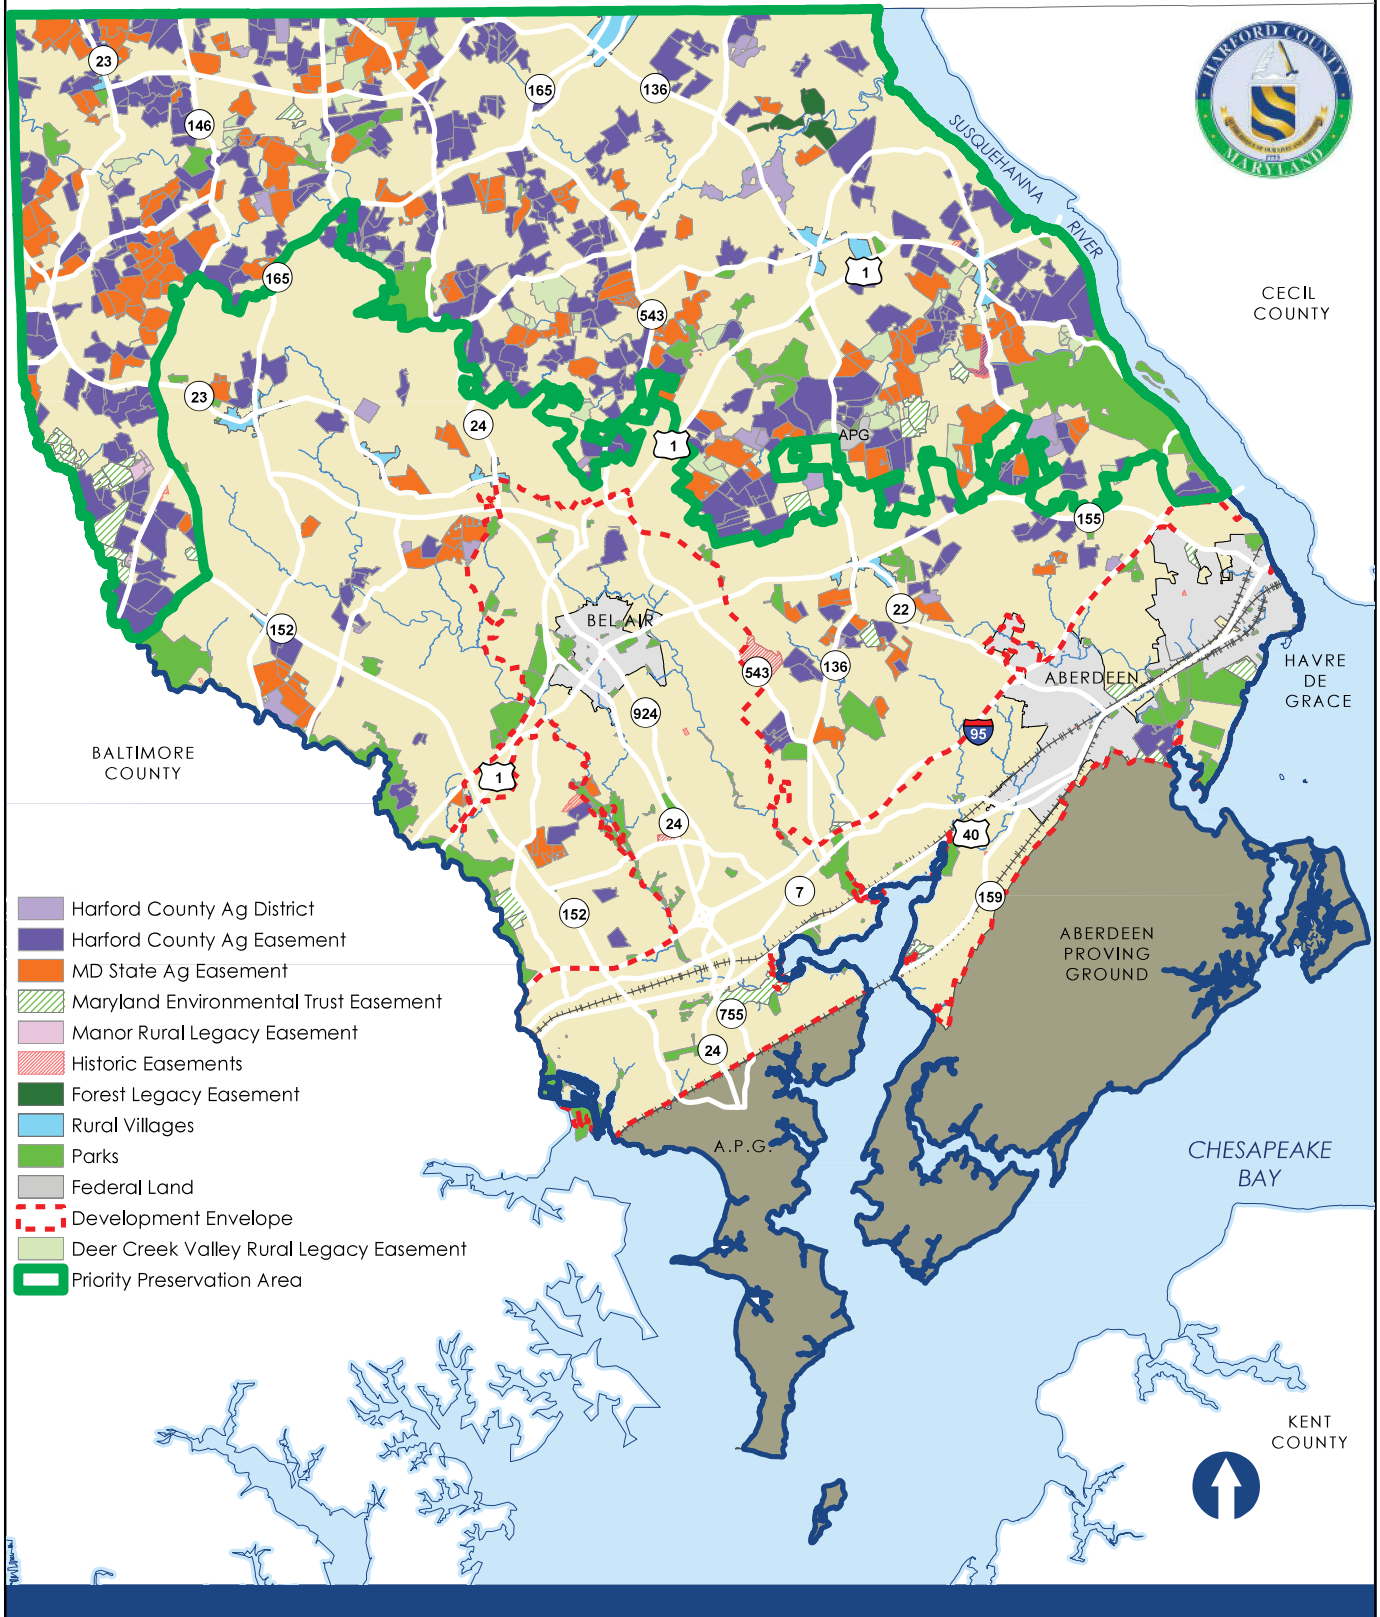 HARFORD COUNTY
MARYLAND
23
165
136
146
SUSQUEHANNA
RIVER
1
165
CECIL
COUNTY
543
23
24
1
APG
155
BEL AIR
22
152
543
136
ABERDEEN
HAVRE
DE
GRACE
924
95
BALTIMORE
COUNTY
1
24
40
7
159
152
ABERDEEN
PROVING
GROUND
755
24
A.P.G.
CHESAPEAKE
BAY
Harford County Ag District
Harford County Ag Easement
MD State Ag Easement
Maryland Environmental Trust Easement
Manor Rural Legacy Easement
Historic Easements
Forest Legacy Easement
Rural Villages
Parks
Federal Land
Development Envelope
Deer Creek Valley Rural Legacy Easement
Priority Preservation Area
KENT
COUNTY